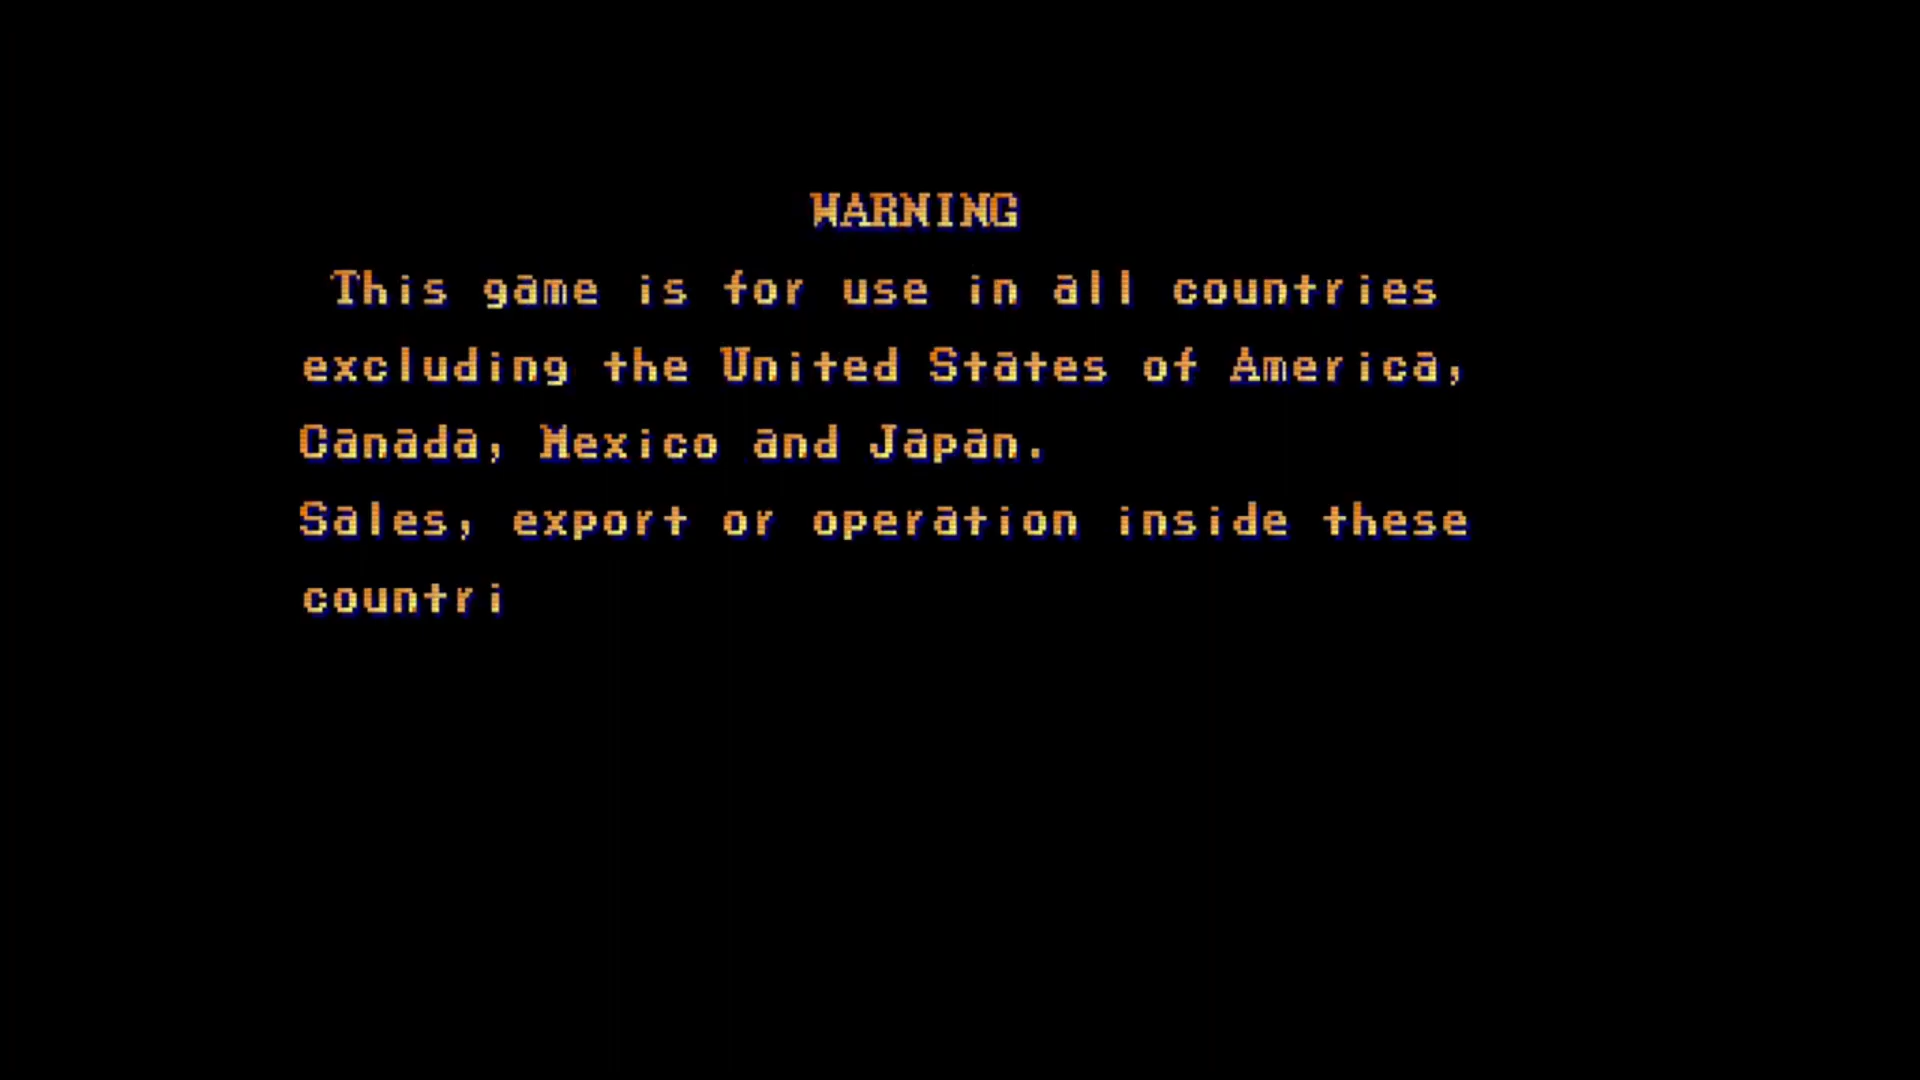 WARNING
This game is for use in all countries
excluding the United States of America,
Canada, Mexico and Japan.
Sales, export or operation inside these
countri